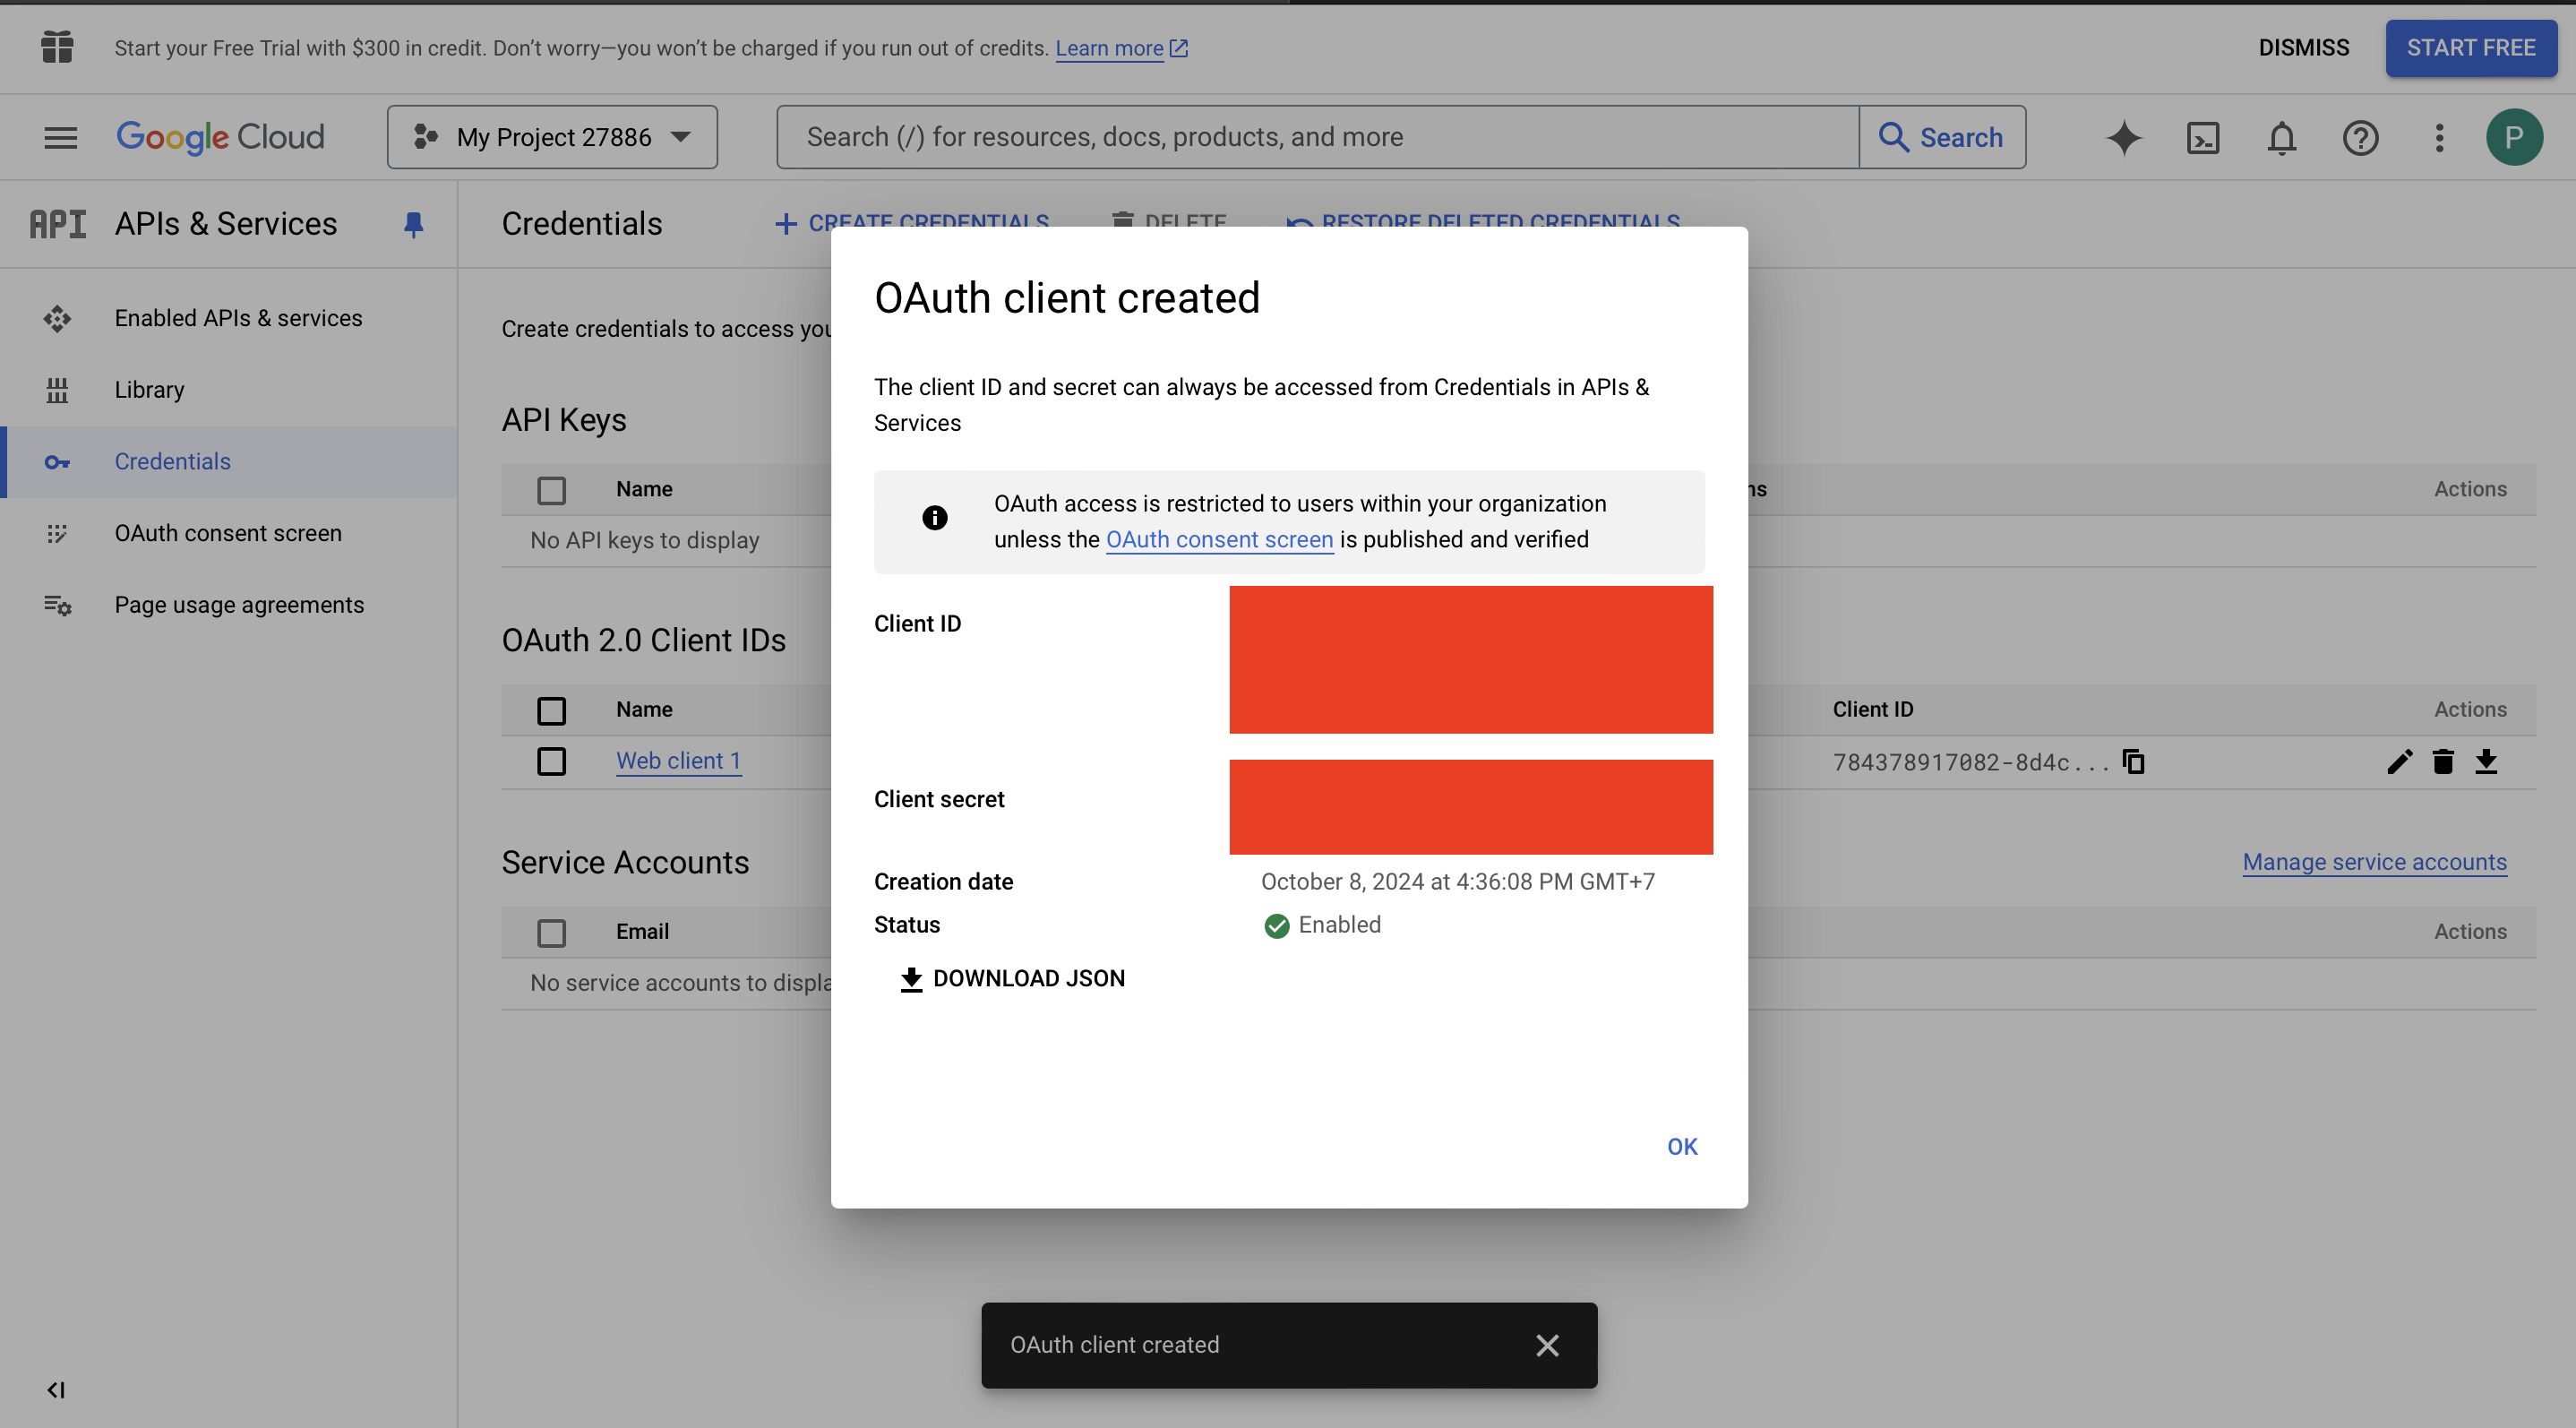 Start your Free Trial with $300 in credit. Don’t worry—you won’t be charged if you run out of credits. Learn more
DISMISS
START FREE
Google Cloud
My Project 27886
Search (/) for resources, docs, products, and more
Search
P
API
APIs & Services
Credentials
CREATE CREDENTIALS
DELETE
RESTORE DELETED CREDENTIALS
Enabled APIs & services
Library
Credentials
OAuth consent screen
Page usage agreements
Create credentials to access you
API Keys
Name
Actions
No API keys to display
OAuth 2.0 Client IDs
Name
Client ID
Actions
Web client 1
784378917082-8d4c...
Service Accounts
Manage service accounts
Email
Actions
No service accounts to displa
OAuth client created
The client ID and secret can always be accessed from Credentials in APIs &
Services
OAuth access is restricted to users within your organization
unless the OAuth consent screen is published and verified
Client ID
Client secret
Creation date
October 8, 2024 at 4:36:08 PM GMT+7
Status
Enabled
DOWNLOAD JSON
OK
OAuth client created